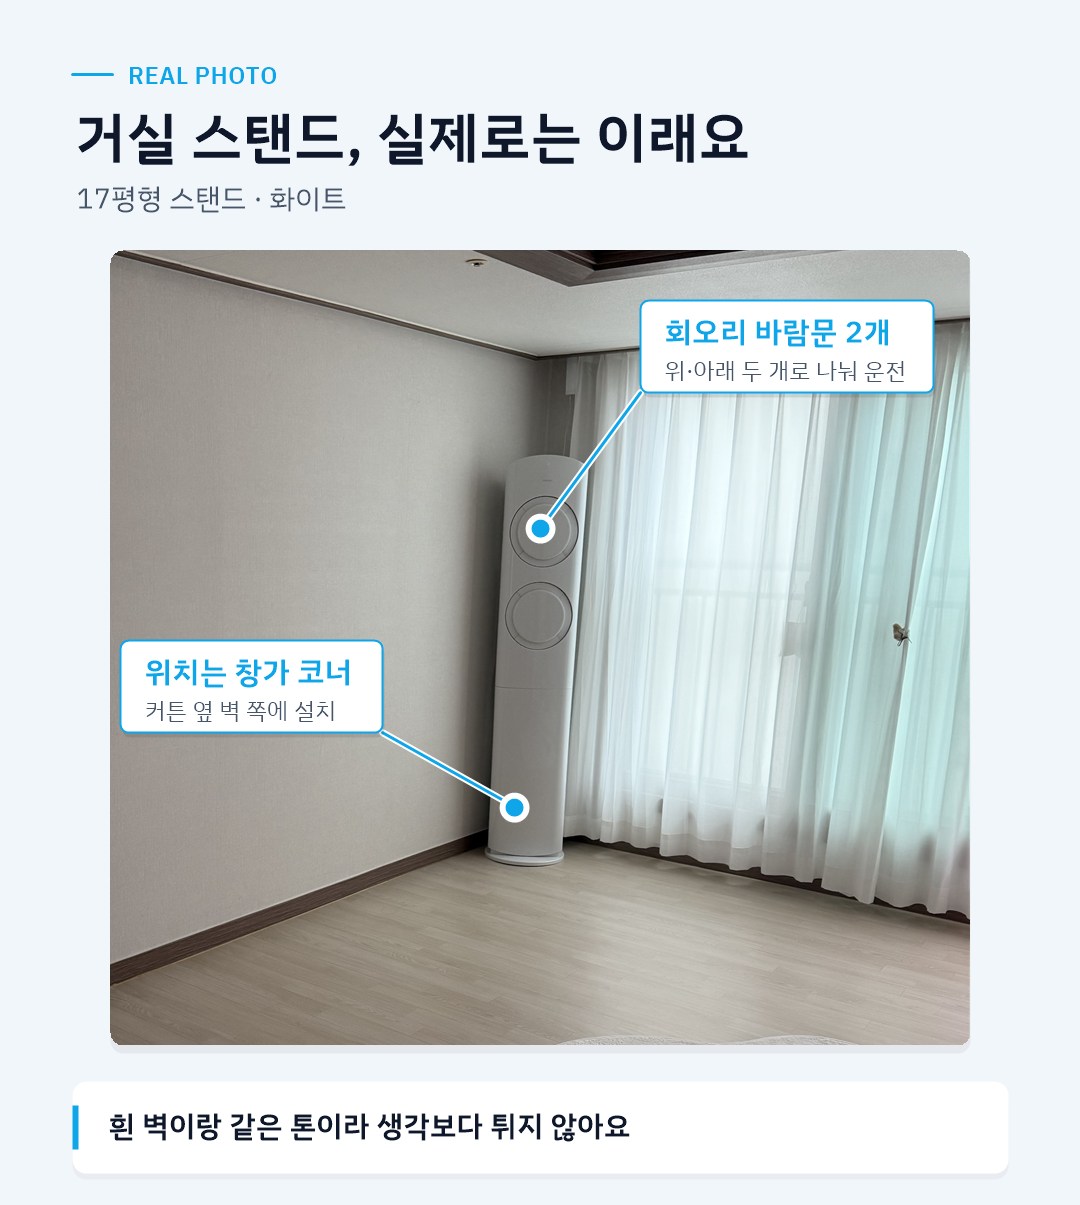 REAL PHOTO
거실 스탠드, 실제로는 이래요
17평형 스탠드 · 화이트
회오리 바람문 2개
위·아래 두 개로 나눠 운전
위치는 창가 코너
커튼 옆 벽 쪽에 설치
흰 벽이랑 같은 톤이라 생각보다 튀지 않아요